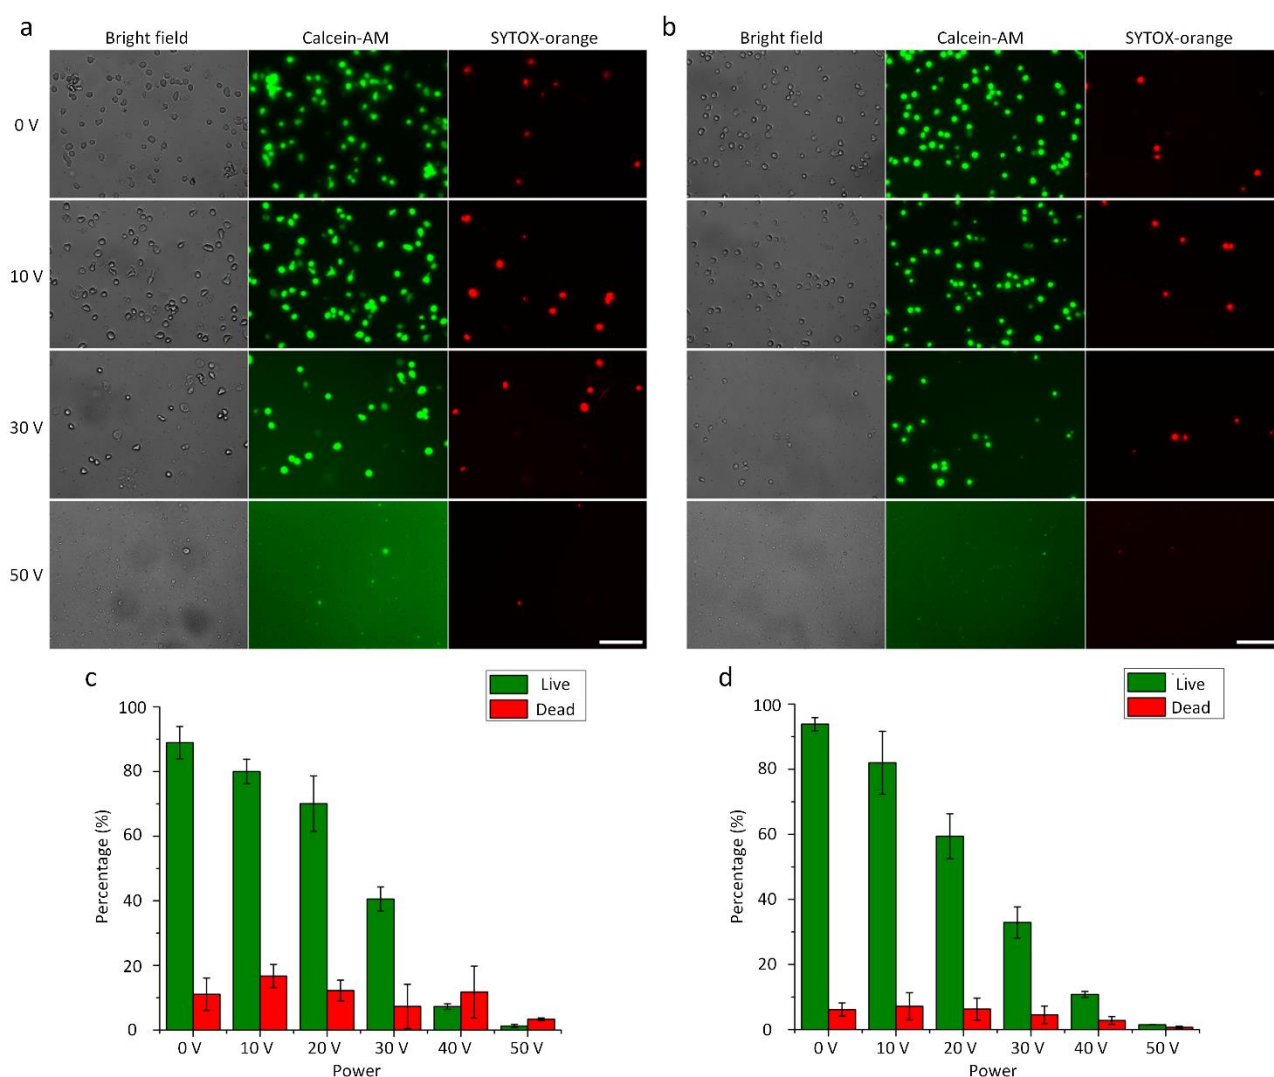 a
b
Bright field Calcein-AM SYTOX-orange
Bright field Calcein-AM SYTOX-orange
0 V
10 V
30 V
50 V
c
Live
Dead
100
80
60
40
20
0
Percentage (%)
0 V 10 V 20 V 30 V 40 V 50 V
Power
d
Live
Dead
100
80
60
40
20
0
Percentage (%)
0 V 10 V 20 V 30 V 40 V 50 V
Power